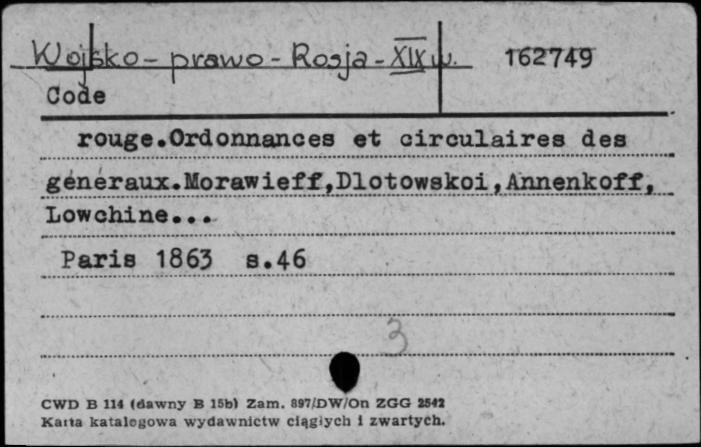 Wojsko - prawo - Rosja - XIX w. 162749
Code
rouge.Ordonnances et circulaires des
généraux.Morawieff,Dlotowskoi,Annenkoff,
Lowchine...
Paris 1863 s.46
3
CWD B 114 (dawny B 15b) Zam. 897/DW/On ZGG 2542
Karta katalogowa wydawnictw ciągłych i zwartych.